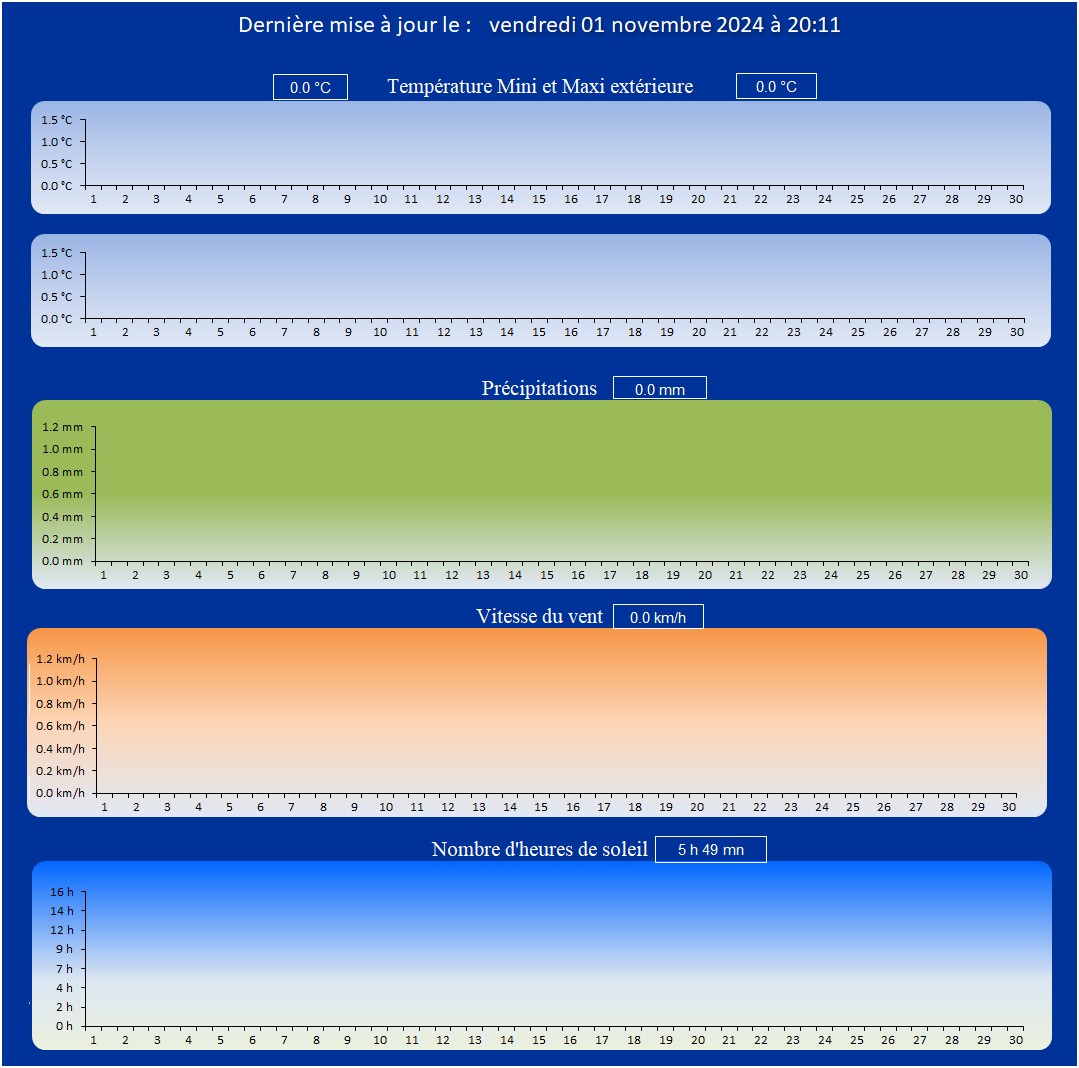 Dernière mise à jour le : vendredi 01 novembre 2024 à 20:11
0.0 °C Température Mini et Maxi extérieure 0.0 °C
1.5 °C
1.0 °C
0.5 °C
0.0 °C
1 2 3 4 5 6 7 8 9 10 11 12 13 14 15 16 17 18 19 20 21 22 23 24 25 26 27 28 29 30
1.5 °C
1.0 °C
0.5 °C
0.0 °C
1 2 3 4 5 6 7 8 9 10 11 12 13 14 15 16 17 18 19 20 21 22 23 24 25 26 27 28 29 30
Précipitations 0.0 mm
1.2 mm
1.0 mm
0.8 mm
0.6 mm
0.4 mm
0.2 mm
0.0 mm
1 2 3 4 5 6 7 8 9 10 11 12 13 14 15 16 17 18 19 20 21 22 23 24 25 26 27 28 29 30
Vitesse du vent 0.0 km/h
1.2 km/h
1.0 km/h
0.8 km/h
0.6 km/h
0.4 km/h
0.2 km/h
0.0 km/h
1 2 3 4 5 6 7 8 9 10 11 12 13 14 15 16 17 18 19 20 21 22 23 24 25 26 27 28 29 30
Nombre d'heures de soleil 5 h 49 mn
16 h
14 h
12 h
9 h
7 h
4 h
2 h
0 h
1 2 3 4 5 6 7 8 9 10 11 12 13 14 15 16 17 18 19 20 21 22 23 24 25 26 27 28 29 30